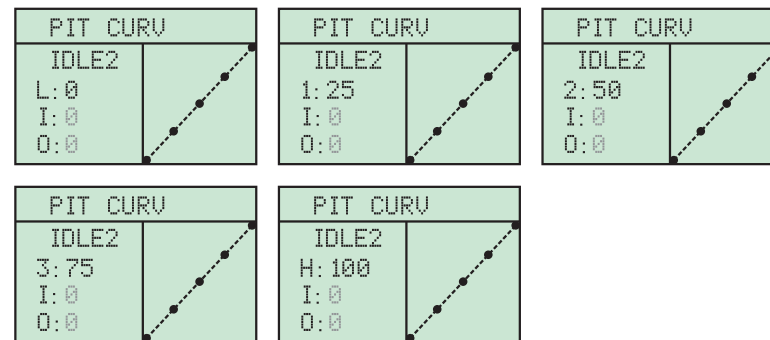 PIT CURV
IDLE2
L:0
I:0
O:0
PIT CURV
IDLE2
1:25
I:0
O:0
PIT CURV
IDLE2
2:50
I:0
O:0
PIT CURV
IDLE2
3:75
I:0
O:0
PIT CURV
IDLE2
H:100
I:0
O:0